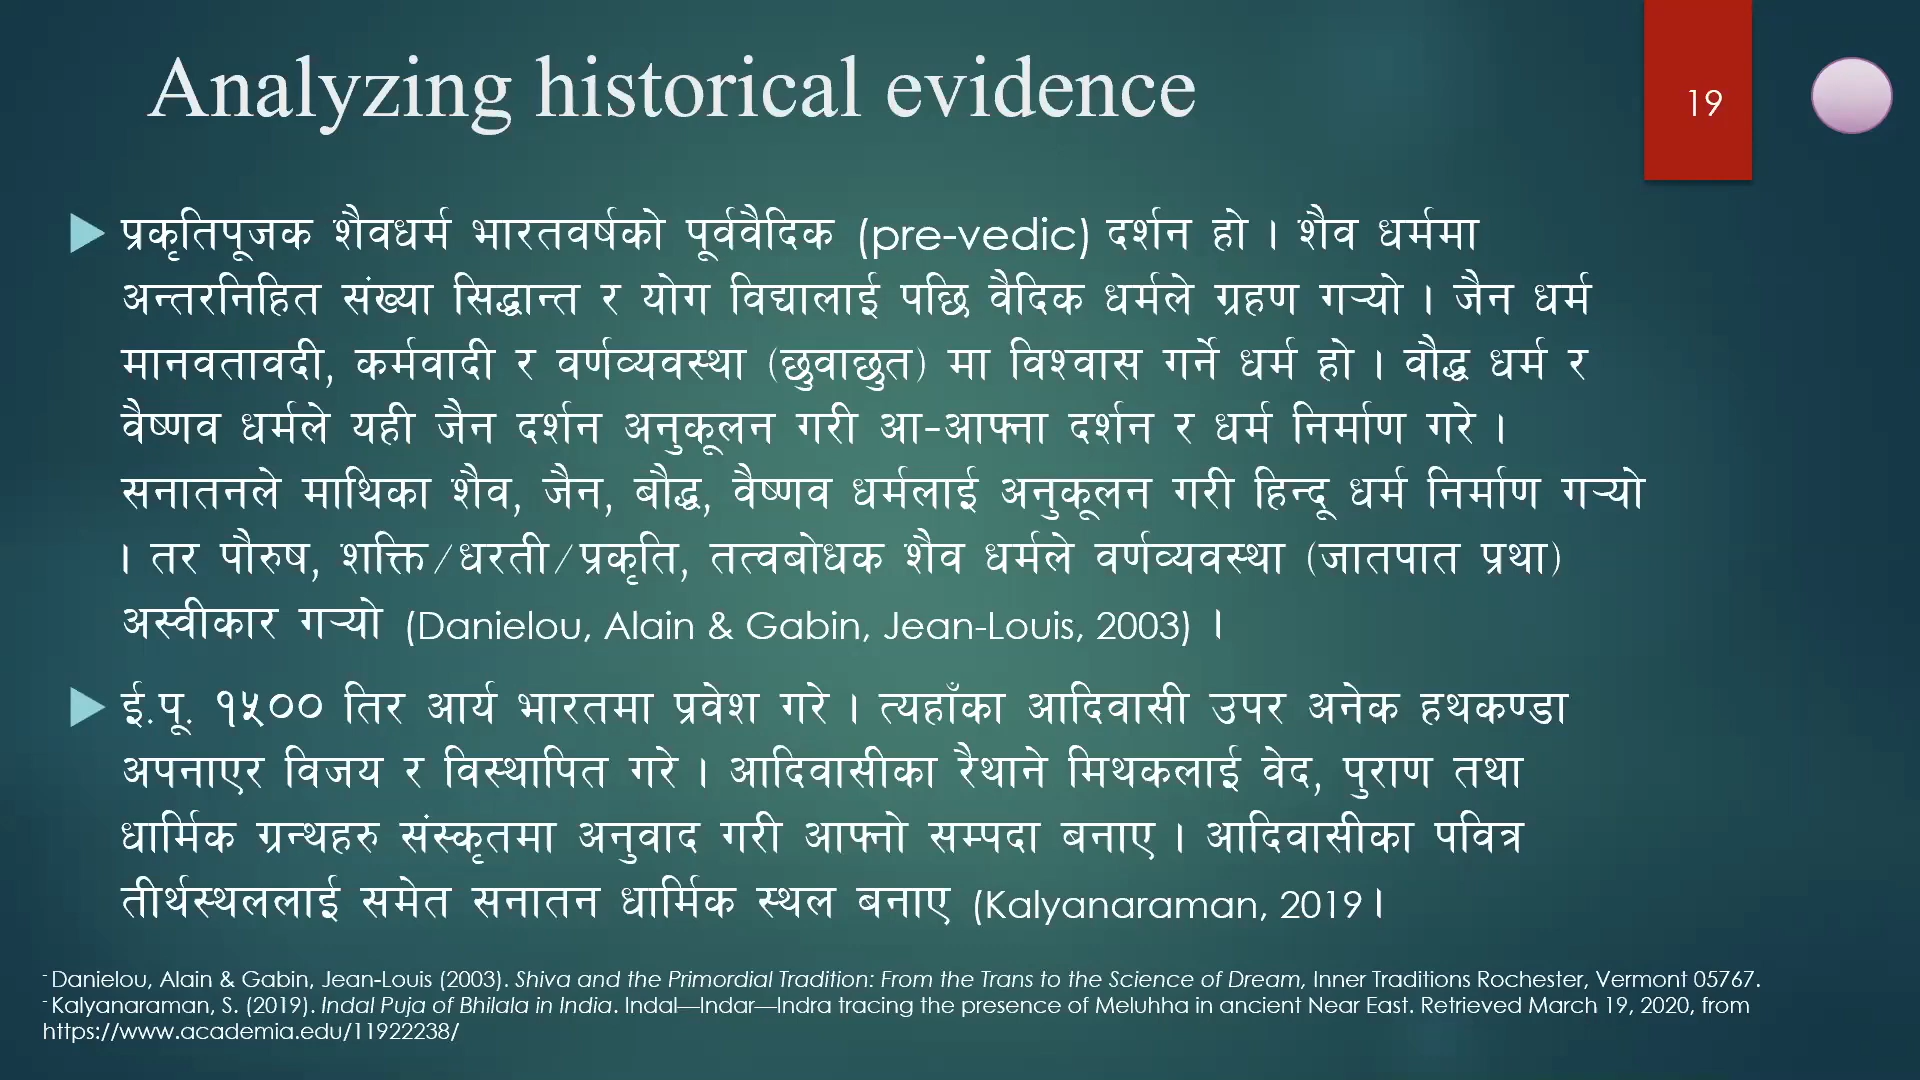 Analyzing historical evidence
19
प्रकृतिपूजक शैवधर्म भारतवर्षको पूर्ववैदिक (pre-vedic) दर्शन हो । शैव धर्ममा
अन्तरनिहित संख्या सिद्धान्त र योग विद्यालाई पछि वैदिक धर्मले ग्रहण गऱ्यो । जैन धर्म
मानवतावदी, कर्मवादी र वर्णव्यवस्था (छुवाछुत) मा विश्वास गर्ने धर्म हो । वौद्ध धर्म र
वैष्णव धर्मले यही जैन दर्शन अनुकूलन गरी आ-आफ्ना दर्शन र धर्म निर्माण गरे ।
सनातनले माथिका शैव, जैन, बौद्ध, वैष्णव धर्मलाई अनुकूलन गरी हिन्दू धर्म निर्माण गऱ्यो
। तर पौरुष, शक्ति/धरती/प्रकृति, तत्वबोधक शैव धर्मले वर्णव्यवस्था (जातपात प्रथा)
अस्वीकार गऱ्यो (Danielou, Alain & Gabin, Jean-Louis, 2003) ।
ई.पू. १५०० तिर आर्य भारतमा प्रवेश गरे । त्यहाँका आदिवासी उपर अनेक हथकण्डा
अपनाएर विजय र विस्थापित गरे । आदिवासीका रैथाने मिथकलाई वेद, पुराण तथा
धार्मिक ग्रन्थहरु संस्कृतमा अनुवाद गरी आफ्नो सम्पदा बनाए । आदिवासीका पवित्र
तीर्थस्थललाई समेत सनातन धार्मिक स्थल बनाए (Kalyanaraman, 2019।
- Danielou, Alain & Gabin, Jean-Louis (2003). Shiva and the Primordial Tradition: From the Trans to the Science of Dream, Inner Traditions Rochester, Vermont 05767.
- Kalyanaraman, S. (2019). Indal Puja of Bhilala in India. Indal—Indar—Indra tracing the presence of Meluhha in ancient Near East. Retrieved March 19, 2020, from
https://www.academia.edu/11922238/